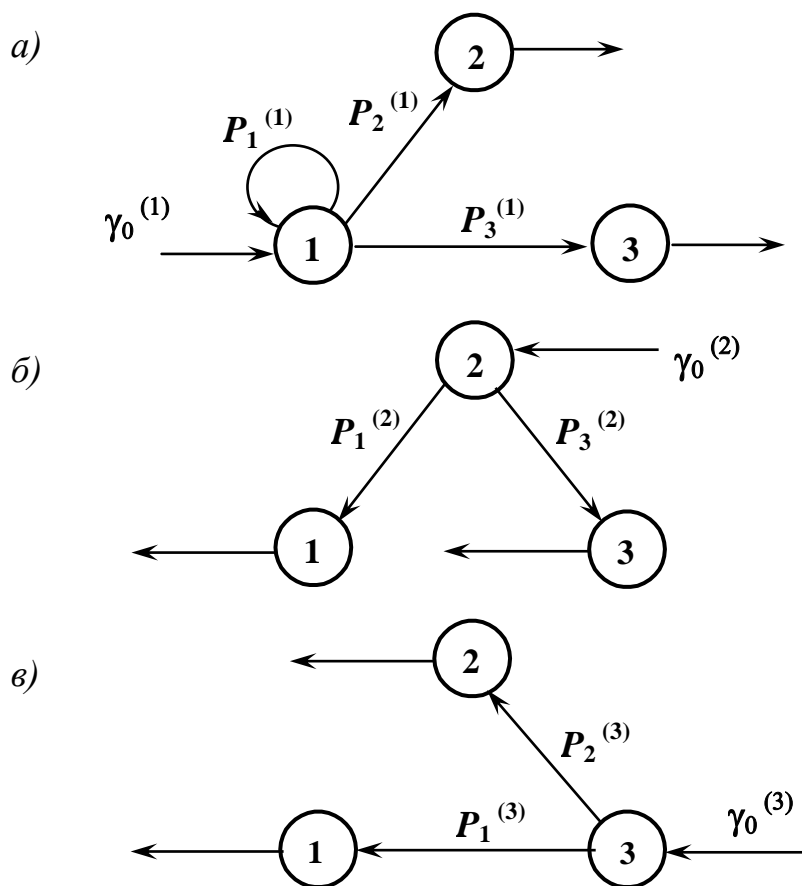 а)
2
P₁⁽¹⁾
P₂⁽¹⁾
γ₀⁽¹⁾
1
P₃⁽¹⁾
3
б)
2
γ₀⁽²⁾
P₁⁽²⁾
P₃⁽²⁾
1
3
в)
2
P₂⁽³⁾
1
P₁⁽³⁾
3
γ₀⁽³⁾